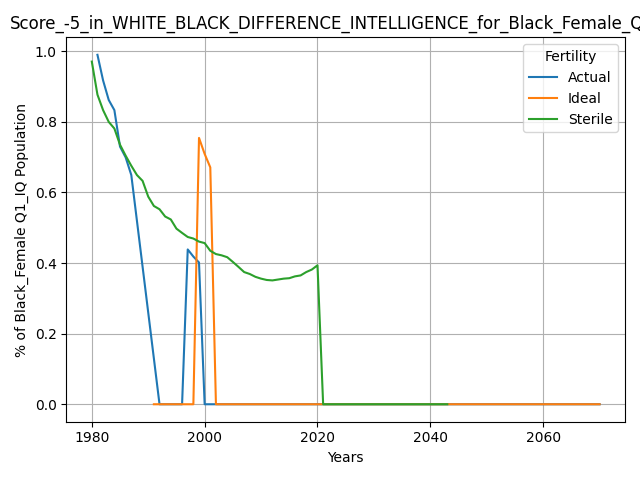 Score_-5_in_WHITE_BLACK_DIFFERENCE_INTELLIGENCE_for_Black_Female_Q
Fertility
Actual
Ideal
Sterile
% of Black_Female Q1_IQ Population
1.0
0.8
0.6
0.4
0.2
0.0
1980 2000 2020 2040 2060
Years